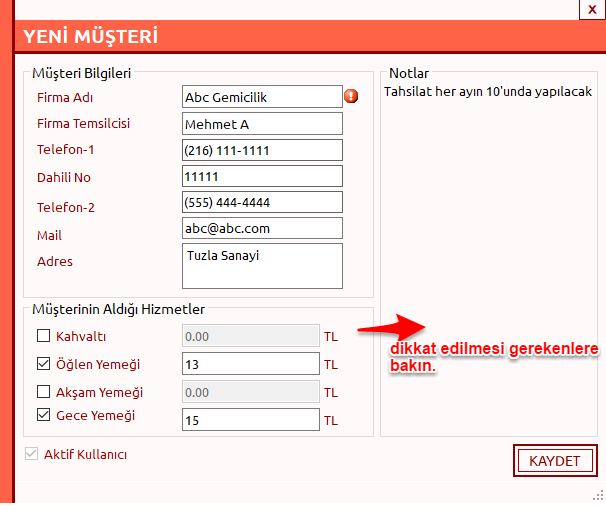 x
YENİ MÜŞTERİ
Müşteri Bilgileri
Firma Adı
Abc Gemicilik
Firma Temsilcisi
Mehmet A
Telefon-1
(216) 111-1111
Dahili No
11111
Telefon-2
(555) 444-4444
Mail
abc@abc.com
Adres
Tuzla Sanayi
Notlar
Tahsilat her ayın 10'unda yapılacak
Müşterinin Aldığı Hizmetler
Kahvaltı
0.00
TL
Öğlen Yemeği
13
TL
Akşam Yemeği
0.00
TL
Gece Yemeği
15
TL
dikkat edilmesi gerekenlere
bakın.
Aktif Kullanıcı
KAYDET